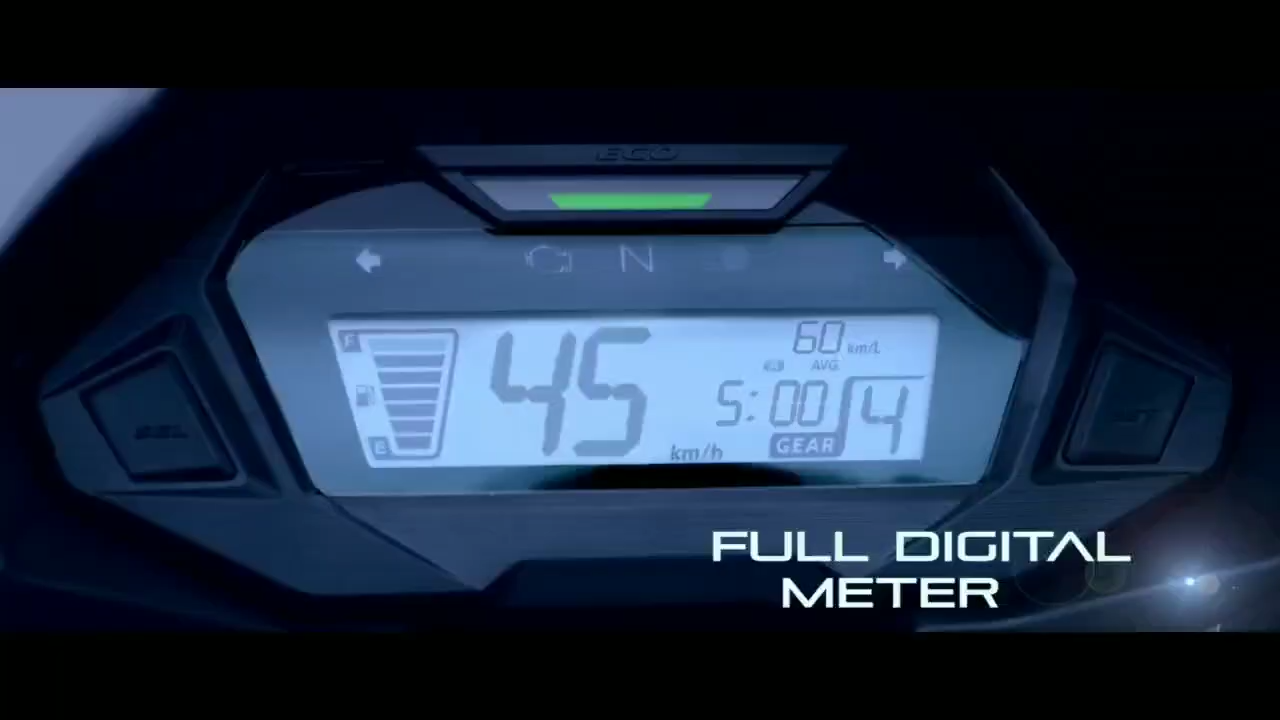 ECO
N
F
45
60 km/L
AVG.
5:00
4
E
km/h
GEAR
FULL DIGITAL
METER